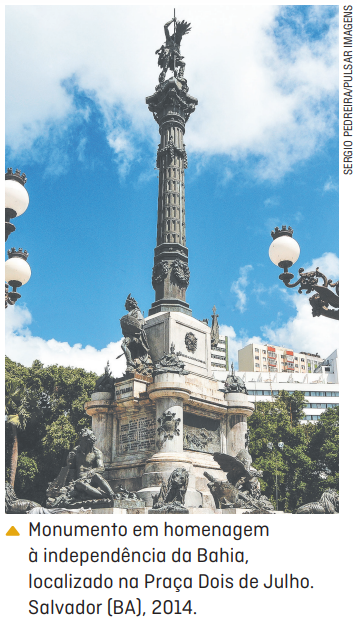 SERGIO PEDREIRA/PULSAR IMAGENS
Monumento em homenagem
à independência da Bahia,
localizado na Praça Dois de Julho.
Salvador (BA), 2014.